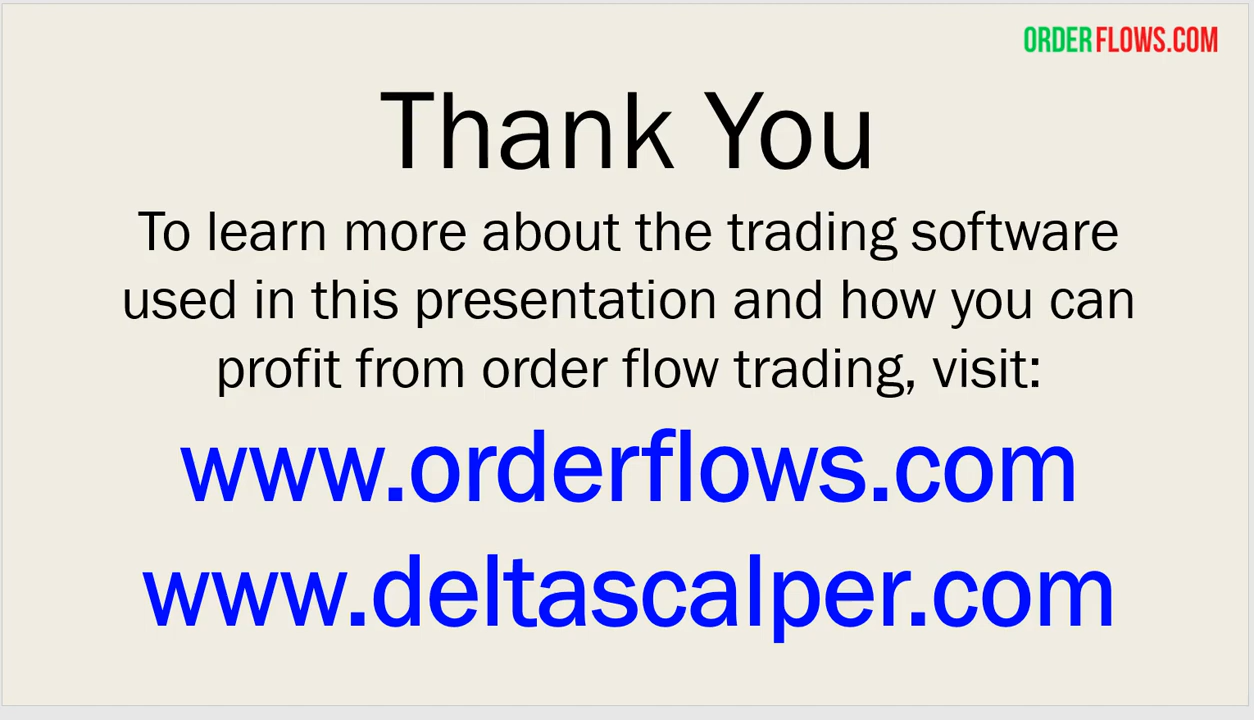 ORDERFLOWS.COM
Thank You
To learn more about the trading software
used in this presentation and how you can
profit from order flow trading, visit:
www.orderflows.com
www.deltascalper.com